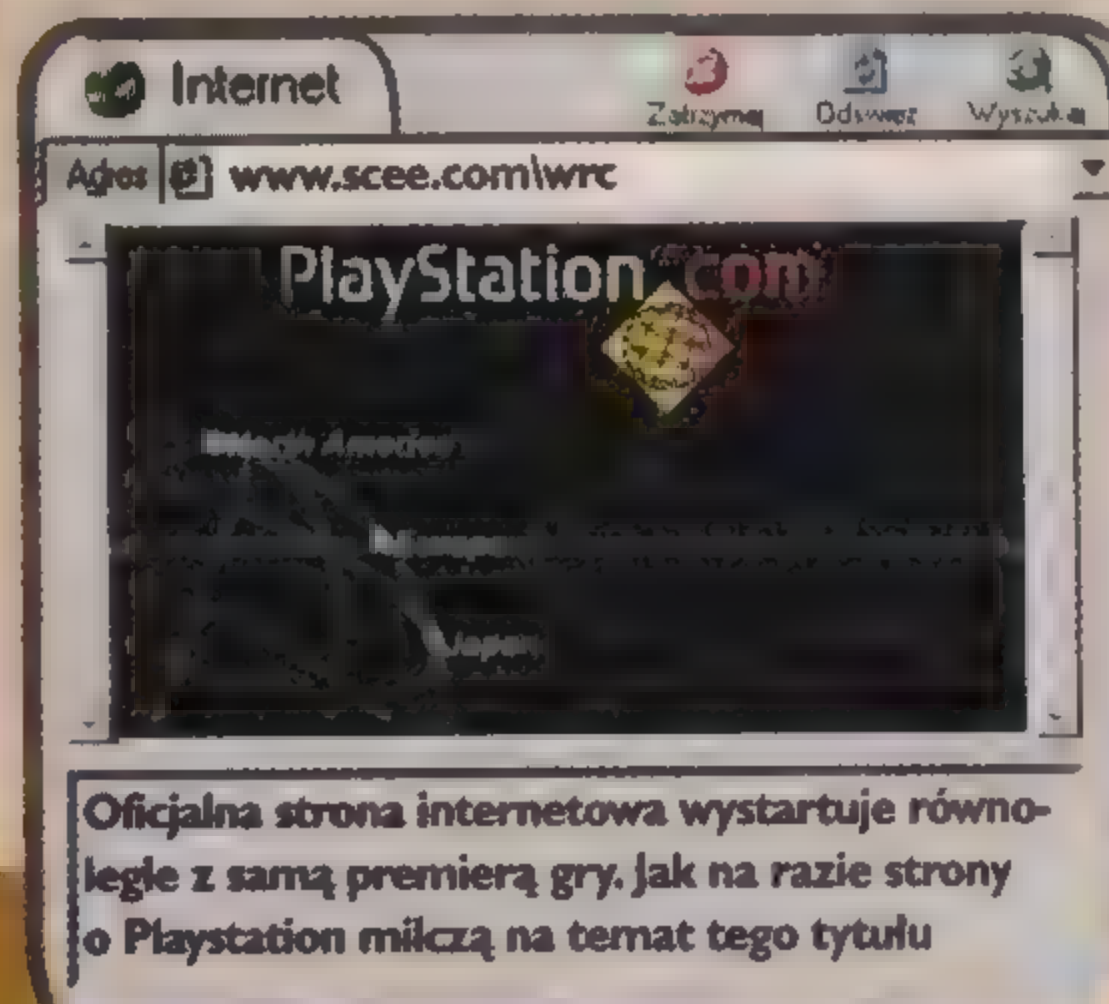 Internet
Zatrzymaj Odśwież Wyszukaj
Adres www.scee.com\wrc
PlayStation.com
Oficjalna strona internetowa wystartuje równo-
legle z samą premierą gry. Jak na razie strony
o Playstation milczą na temat tego tytułu